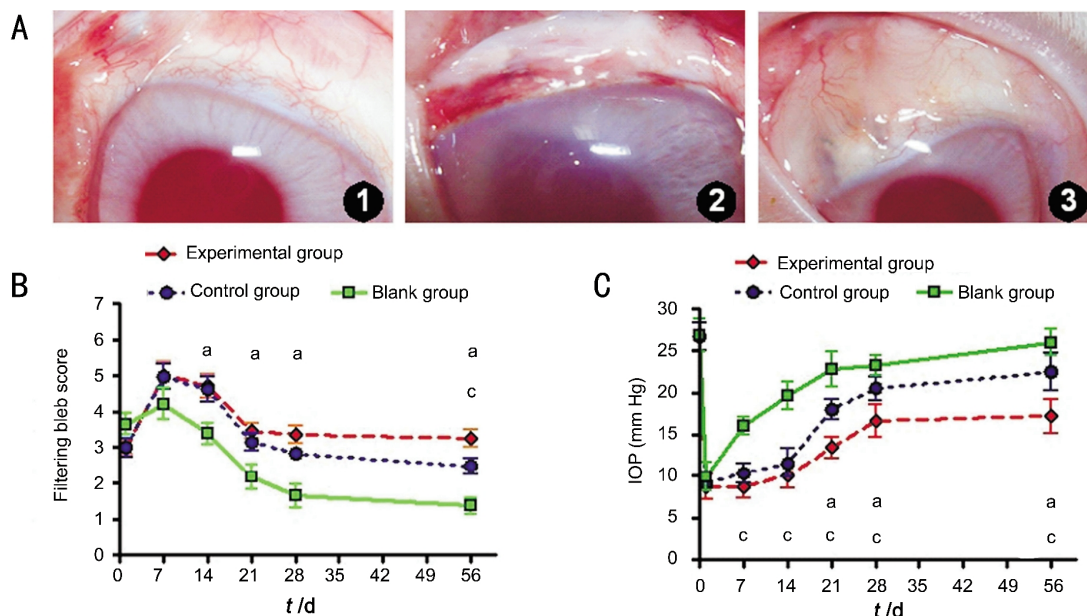 A
1 2 3
B
Experimental group
Control group Blank group
Filtering bleb score
7
6
5
4
3
2
1
0
a a a a
c
0 7 14 21 28 35 42 49 56
t /d
C
Experimental group
Control group Blank group
IOP (mm Hg)
30
25
20
15
10
5
0
a a a
c c c c c
0 7 14 21 28 35 42 49 56
t /d